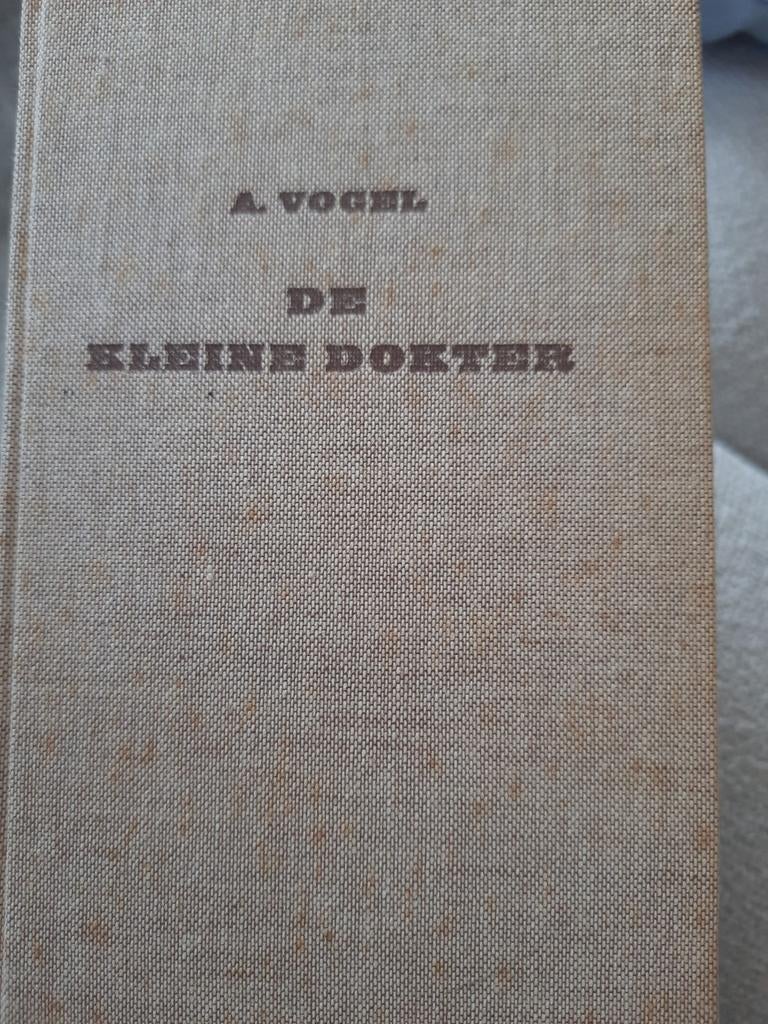 A. VOGEL
DE
KLEINE DOKTER